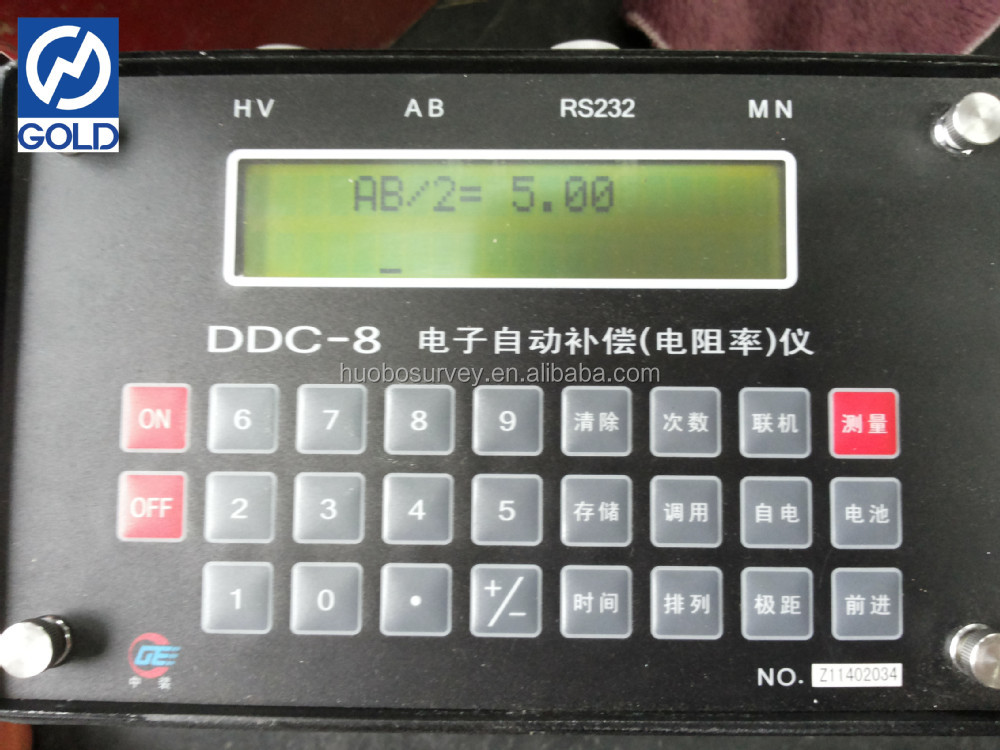 GOLD
HV AB RS232 MN
AB/2= 5.00
DDC-8 电子自动补偿(电阻率)仪
huobosurvey.en.alibaba.com
ON 6 7 8 9 清除 次数 联机 测量
OFF 2 3 4 5 存储 调用 自电 电池
1 0 • +/- 时间 排列 极距 前进
GE
中装
NO. Z11402034